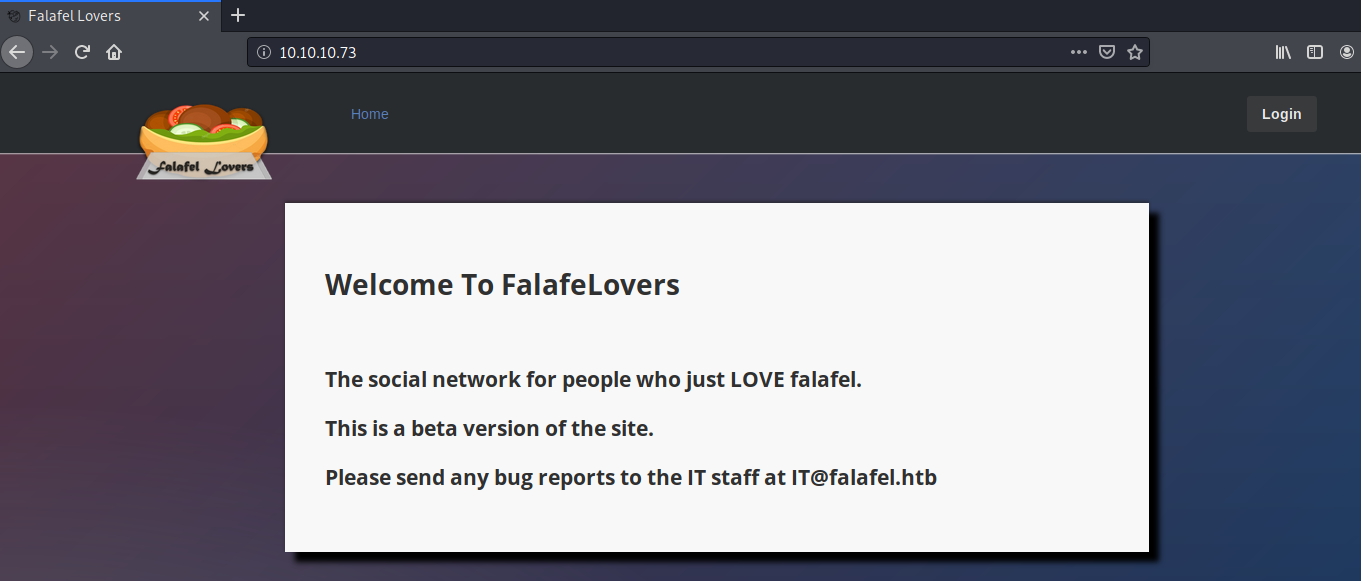 Falafel Lovers
10.10.10.73
Home
Login
Falafel Lovers
Welcome To FalafeLovers
The social network for people who just LOVE falafel.
This is a beta version of the site.
Please send any bug reports to the IT staff at IT@falafel.htb